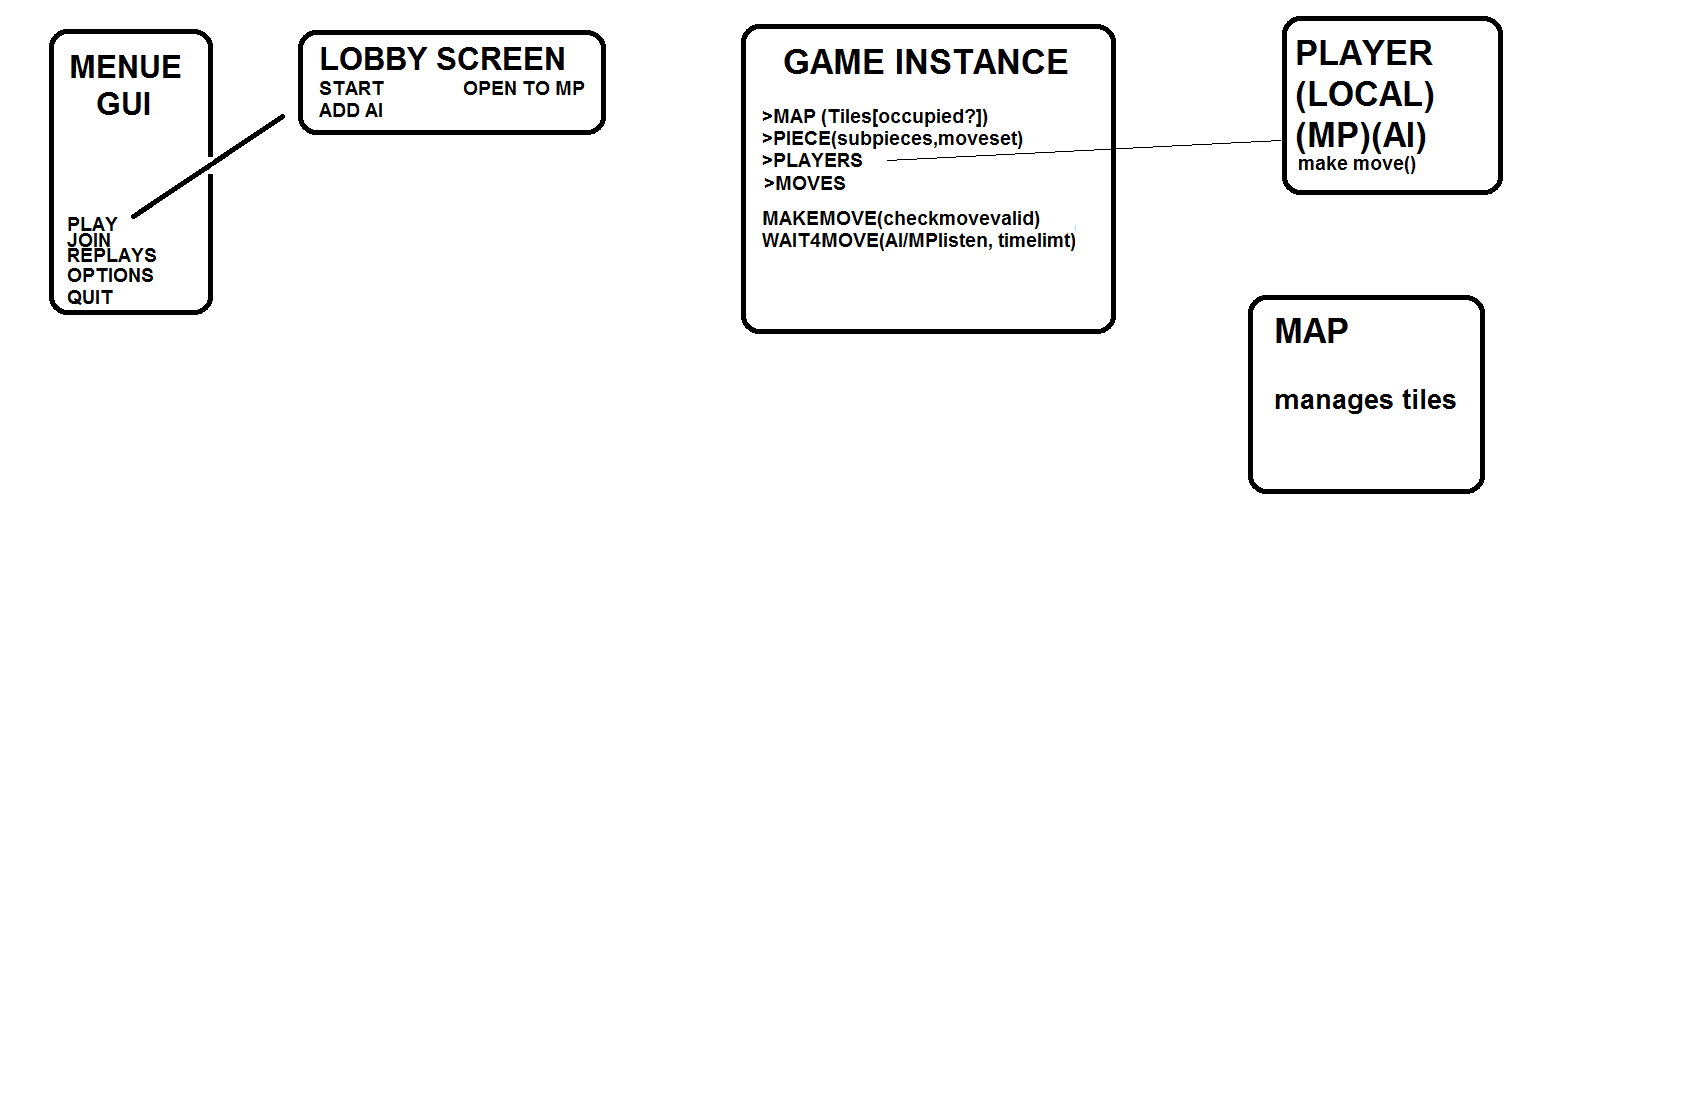 MENUE
GUI
PLAY
JOIN
REPLAYS
OPTIONS
QUIT
LOBBY SCREEN
START OPEN TO MP
ADD AI
GAME INSTANCE
>MAP (Tiles[occupied?])
>PIECE(subpieces,moveset)
>PLAYERS
>MOVES
MAKEMOVE(checkmovevalid)
WAIT4MOVE(AI/MPlisten, timelimt)
PLAYER
(LOCAL)
(MP)(AI)
make move()
MAP
manages tiles